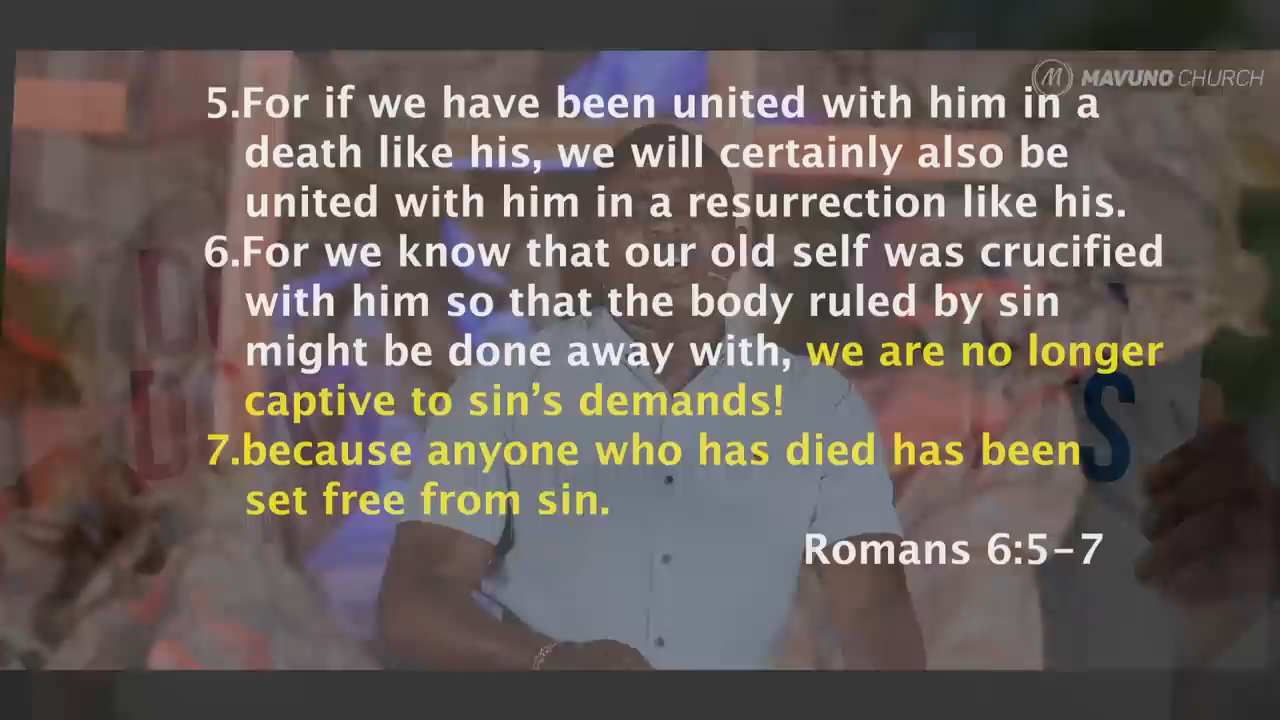 MAVUNO CHURCH
5.For if we have been united with him in a
death like his, we will certainly also be
united with him in a resurrection like his.
6.For we know that our old self was crucified
with him so that the body ruled by sin
might be done away with, we are no longer
captive to sin’s demands!
7.because anyone who has died has been
set free from sin.
Romans 6:5-7
S